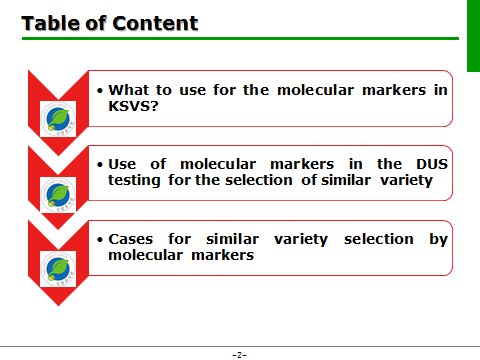 Table of Content
• What to use for the molecular markers in
KSVS?
• Use of molecular markers in the DUS
testing for the selection of similar variety
• Cases for similar variety selection by
molecular markers
-2-